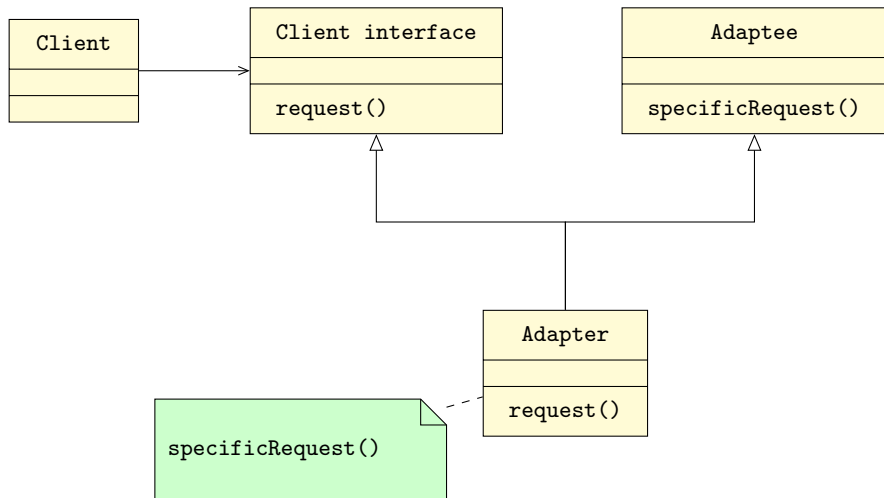 Client
Client interface
request()
Adaptee
specificRequest()
Adapter
request()
specificRequest()